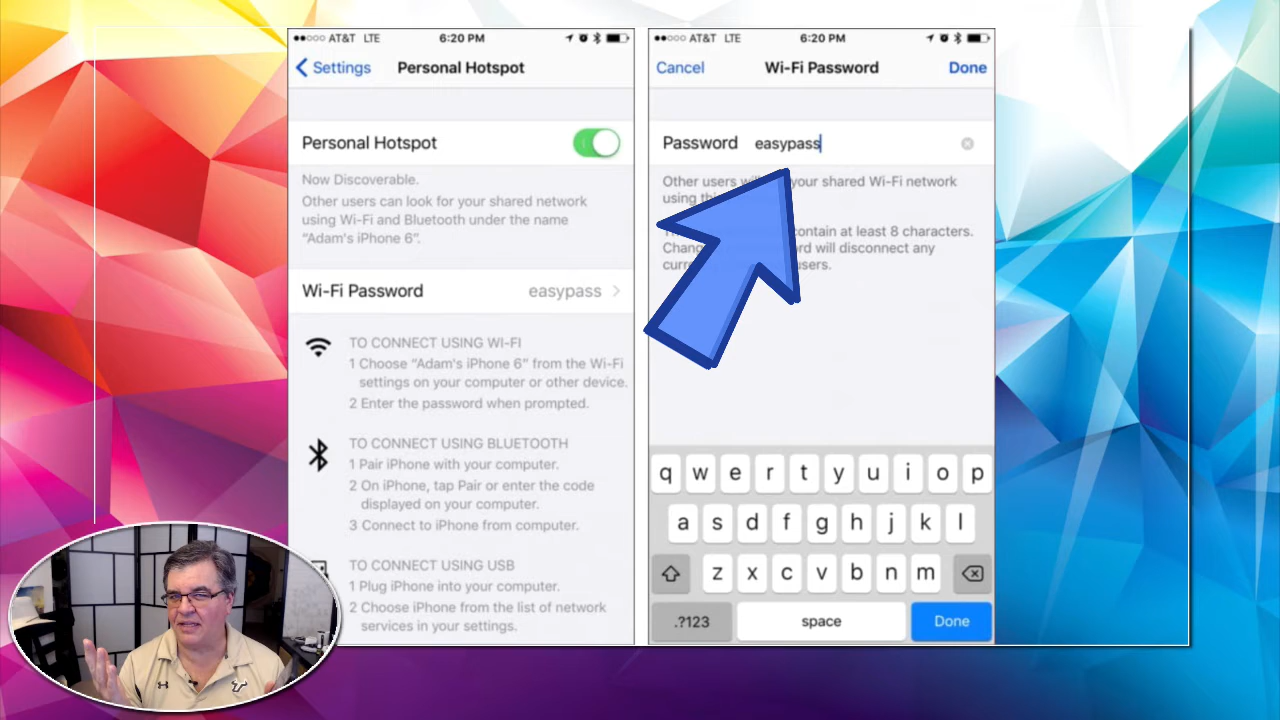 ●●○○○ AT&T LTE 6:20 PM
Settings Personal Hotspot
Personal Hotspot
Now Discoverable.
Other users can look for your shared network
using Wi-Fi and Bluetooth under the name
“Adam's iPhone 6”.
Wi-Fi Password easypass
TO CONNECT USING WI-FI
1 Choose “Adam's iPhone 6” from the Wi-Fi
settings on your computer or other device.
2 Enter the password when prompted.
TO CONNECT USING BLUETOOTH
1 Pair iPhone with your computer.
2 On iPhone, tap Pair or enter the code
displayed on your computer.
3 Connect to iPhone from computer.
TO CONNECT USING USB
1 Plug iPhone into your computer.
2 Choose iPhone from the list of network
services in your settings.
●●○○○ AT&T LTE 6:20 PM
Cancel Wi-Fi Password Done
Password easypass
Other users your shared Wi-Fi network
using
contain at least 8 characters.
will disconnect any
users.
q w e r t y u i o p
a s d f g h j k l
z x c v b n m
.?123 space Done